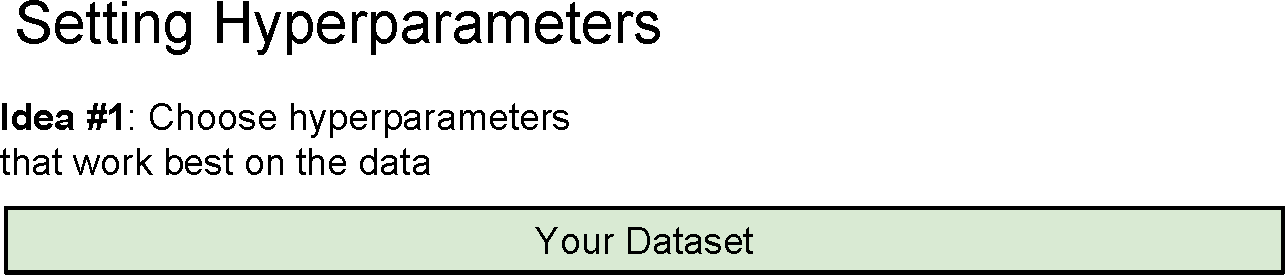 Setting Hyperparameters
Idea #1: Choose hyperparameters
that work best on the data
Your Dataset